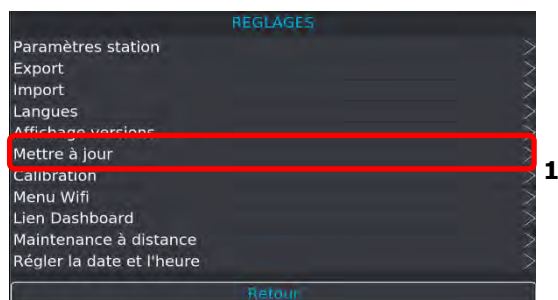 REGLAGES
Paramètres station
Export
Import
Langues
Affichage versions
Mettre à jour
1
Calibration
Menu Wifi
Lien Dashboard
Maintenance à distance
Régler la date et l'heure
Retour